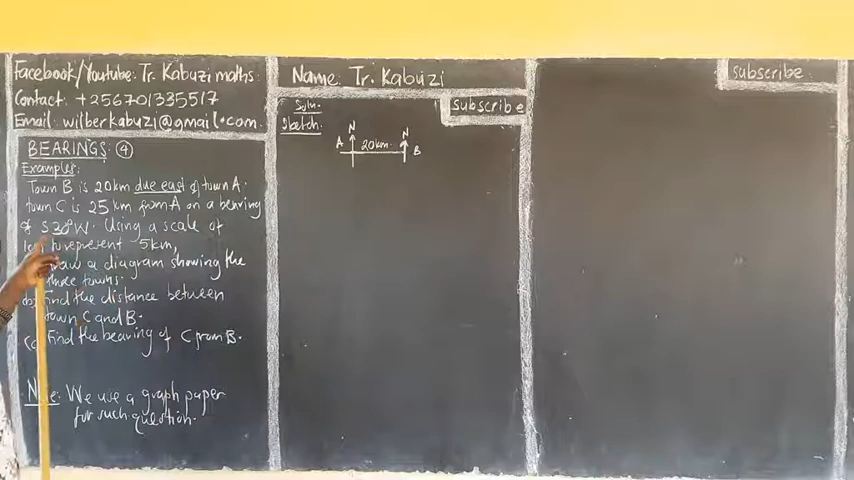 Facebook/Youtube: Tr. Kabuzi maths
Contact: +256701335517
Email: wilberkabuzi@gmail.com
BEARINGS: 4
Examples:
Town B is 20km due east of town A.
town C is 25 km from A on a bearing
of S38°W. Using a scale of
to represent 5km,
draw a diagram showing the
three towns.
b) Find the distance between
town C and B.
(c) Find the bearing of C from B.
Note: We use a graph paper
for such question.
Name: Tr. Kabuzi
Soln.
subscribe
Sketch:
N
N
A 20km B
subscribe